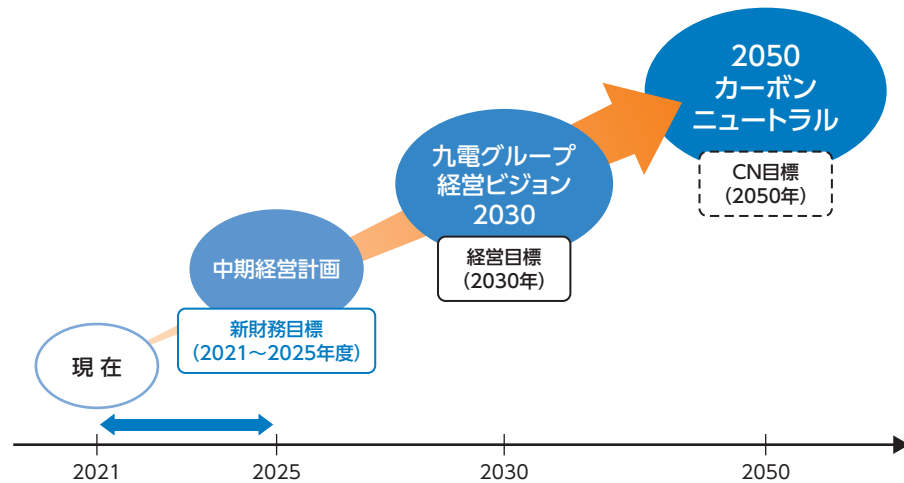 2050
カーボン
ニュートラル
CN目標
（2050年）
九電グループ
経営ビジョン
2030
経営目標
（2030年）
中期経営計画
新財務目標
（2021～2025年度）
現 在
2021
2025
2030
2050